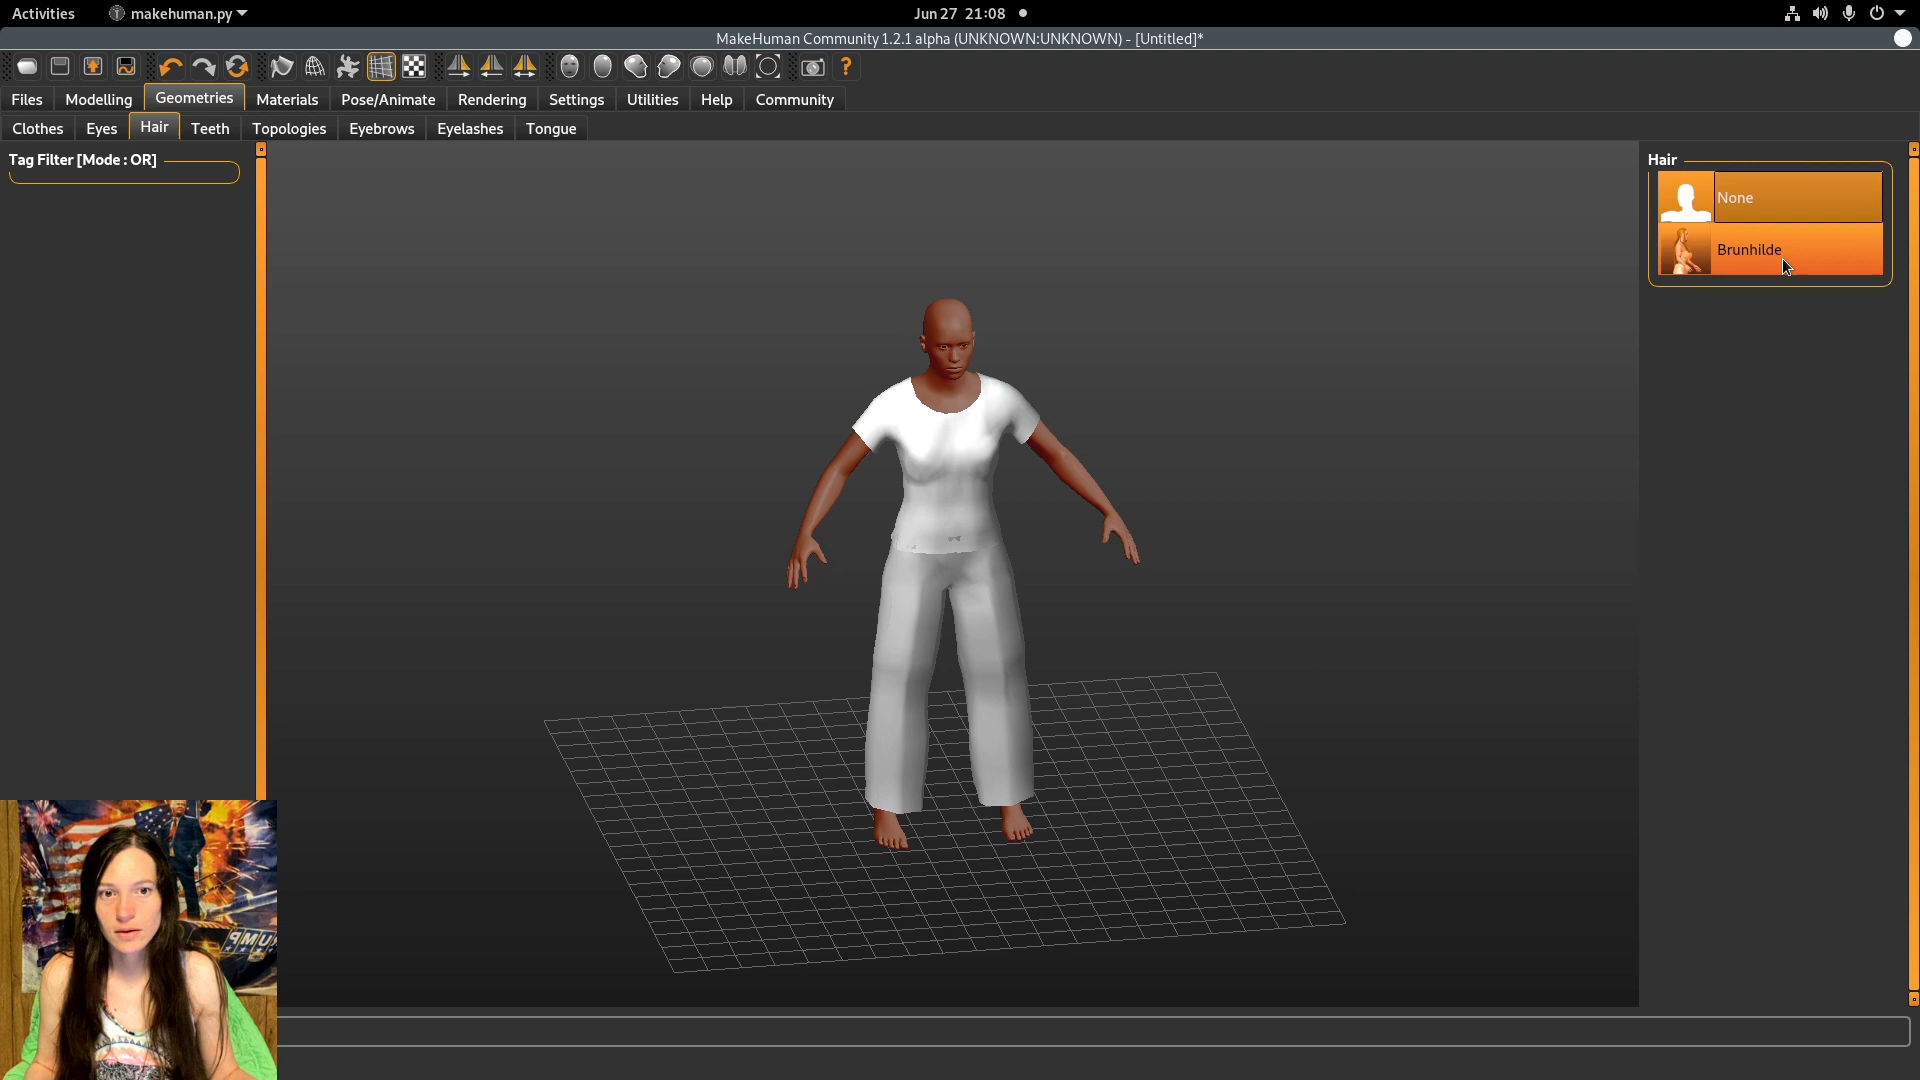 Activities
makehuman.py
Jun 27 21:08
MakeHuman Community 1.2.1 alpha (UNKNOWN:UNKNOWN) - [Untitled]*
Files
Modelling
Geometries
Materials
Pose/Animate
Rendering
Settings
Utilities
Help
Community
Clothes
Eyes
Hair
Teeth
Topologies
Eyebrows
Eyelashes
Tongue
Tag Filter [Mode : OR]
Hair
None
Brunhilde